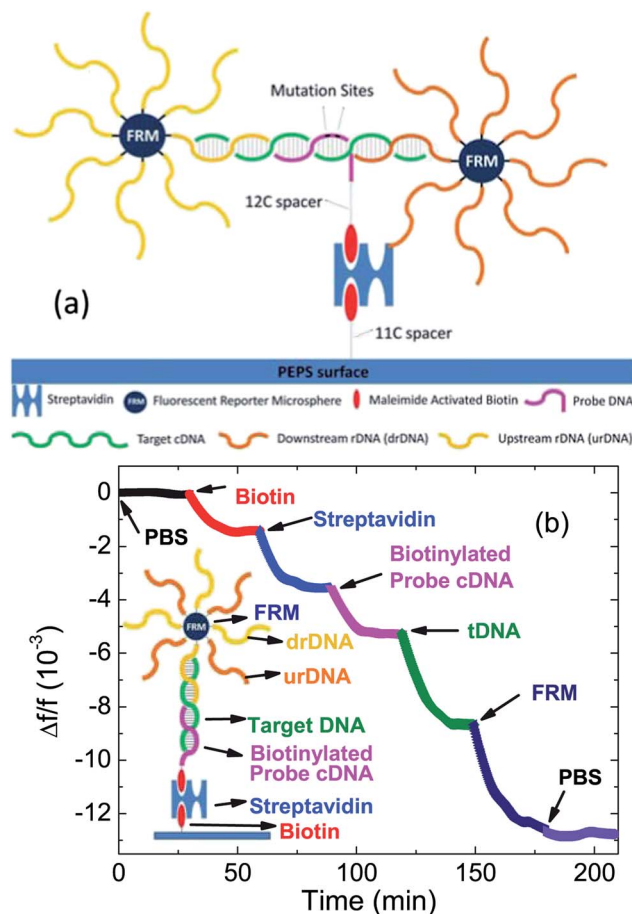 Mutation Sites
FRM
FRM
12C spacer
(a)
11C spacer
PEPS surface
Streptavidin
FRM
Fluorescent Reporter Microsphere
Maleimide Activated Biotin
Probe DNA
Target cDNA
Downstream rDNA (drDNA)
Upstream rDNA (urDNA)
(b)
0
-2
-4
-6
-8
-10
-12
Δf/f (10⁻³)
PBS
Biotin
Streptavidin
Biotinylated
Probe cDNA
tDNA
FRM
PBS
FRM
FRM
drDNA
urDNA
Target DNA
Biotinylated
Probe cDNA
Streptavidin
Biotin
0
50
100
150
200
Time (min)